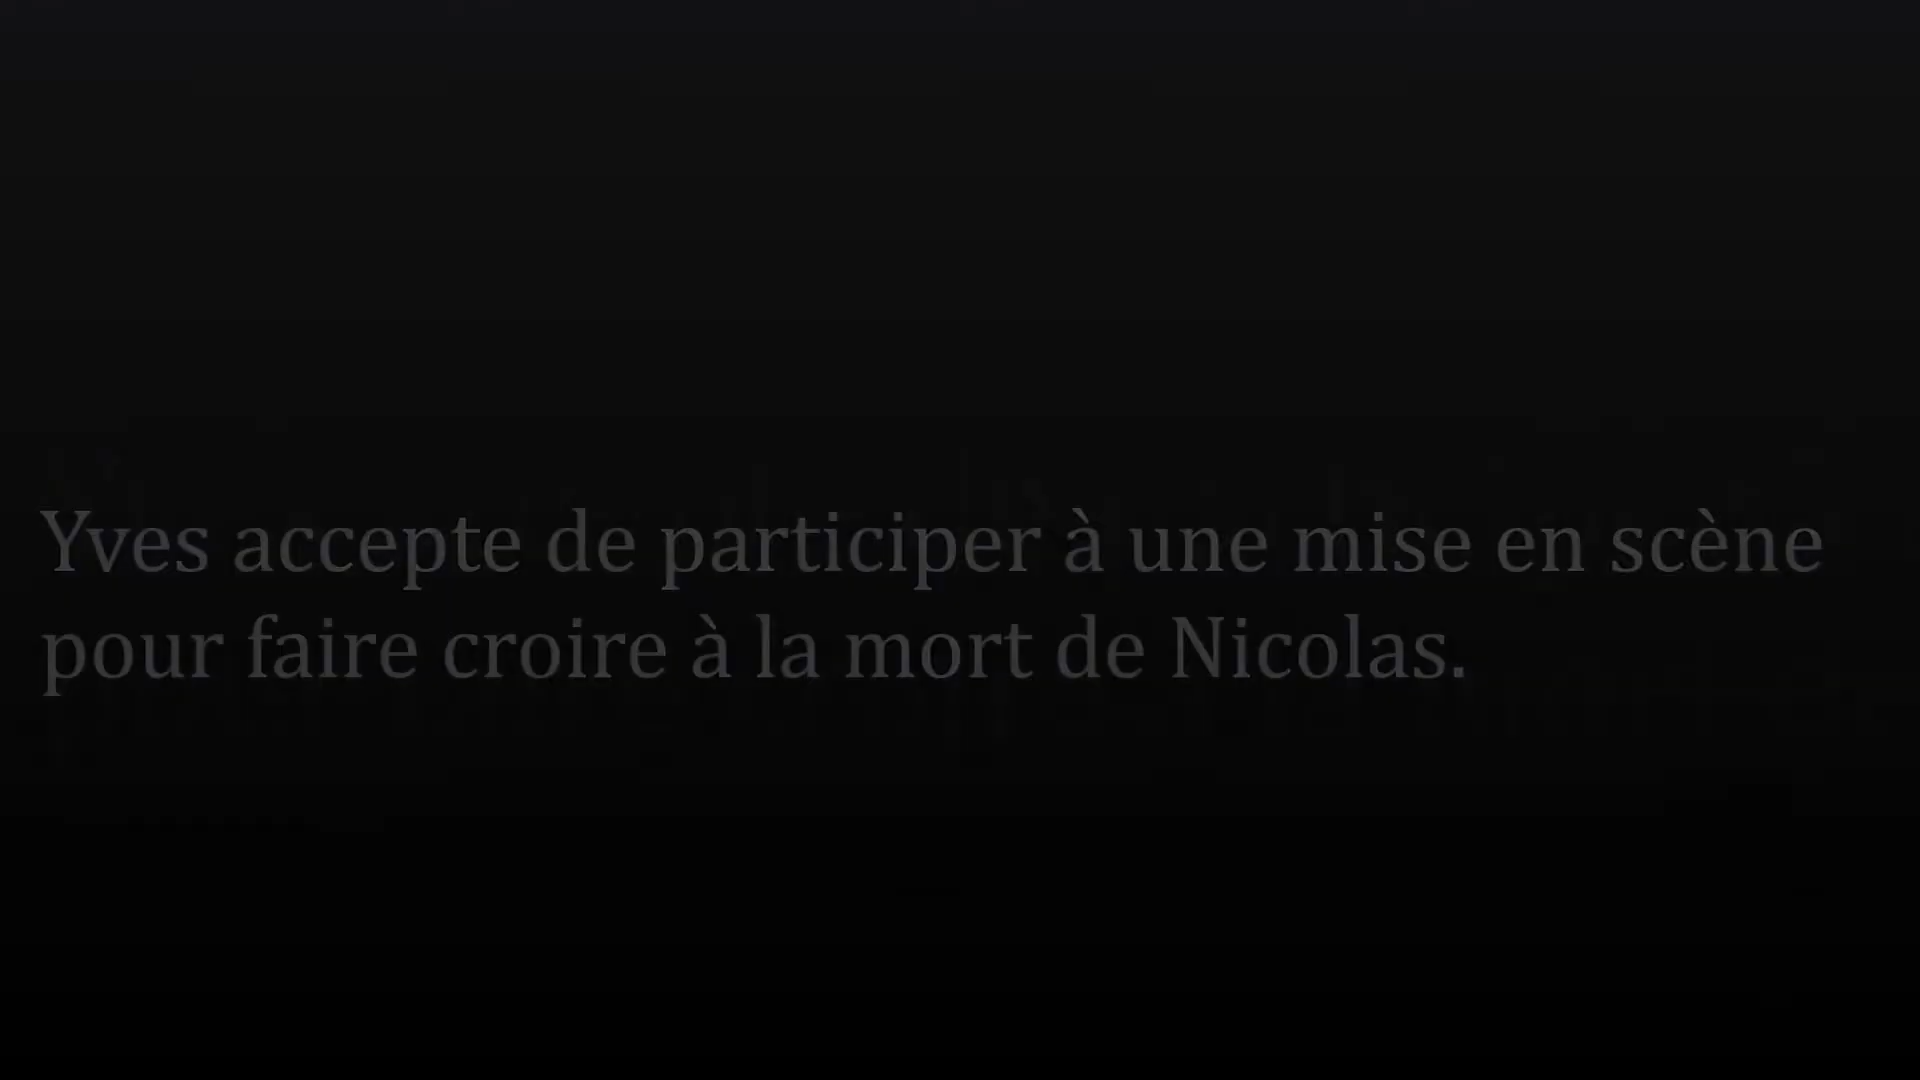 Yves accepte de participer à une mise en scène
pour faire croire à la mort de Nicolas.